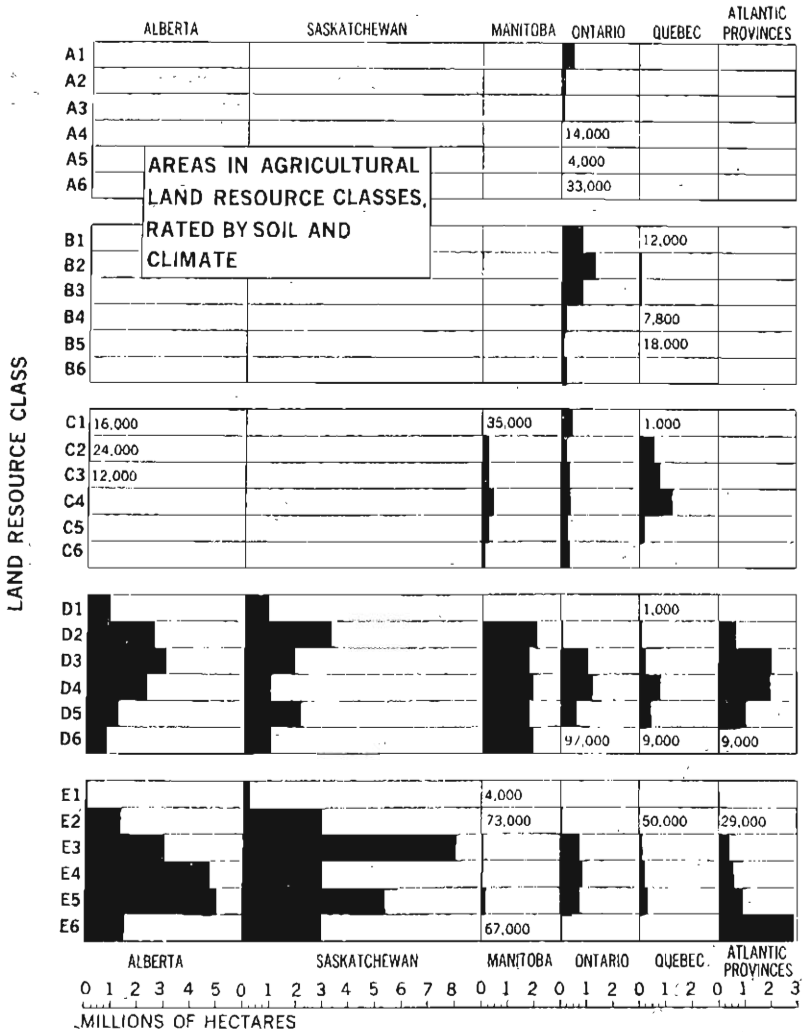 ALBERTA SASKATCHEWAN MANITOBA ONTARIO QUEBEC ATLANTIC PROVINCES
A1
A2
A3
A4 14,000
A5 4,000
A6 33,000
AREAS IN AGRICULTURAL
LAND RESOURCE CLASSES,
RATED BY SOIL AND
CLIMATE
B1 12,000
B2
B3
B4 7,800
B5 18,000
B6
LAND RESOURCE CLASS
C1 16,000 35,000 1,000
C2 24,000
C3 12,000
C4
C5
C6
D1 1,000
D2
D3
D4
D5
D6 97,000 9,000 9,000
E1 4,000
E2 73,000 50,000 29,000
E3
E4
E5
E6 67,000
ALBERTA SASKATCHEWAN MANITOBA ONTARIO QUEBEC. ATLANTIC PROVINCES
0 1 2 3 4 5 0 1 2 3 4 5 8 0 1 2 0 1 2 0 1 2 0 1 2 3
MILLIONS OF HECTARES